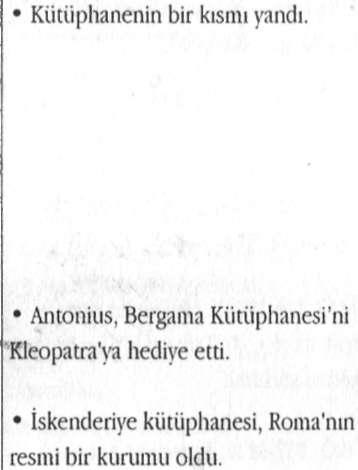 • Kütüphanenin bir kısmı yandı.
• Antonius, Bergama Kütüphanesi'ni
Kleopatra'ya hediye etti.
• İskenderiye kütüphanesi, Roma'nın
resmi bir kurumu oldu.